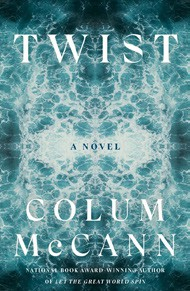 TWIST
A NOVEL
COLUM
McCANN
NATIONAL BOOK AWARD–WINNING AUTHOR
OF LET THE GREAT WORLD SPIN